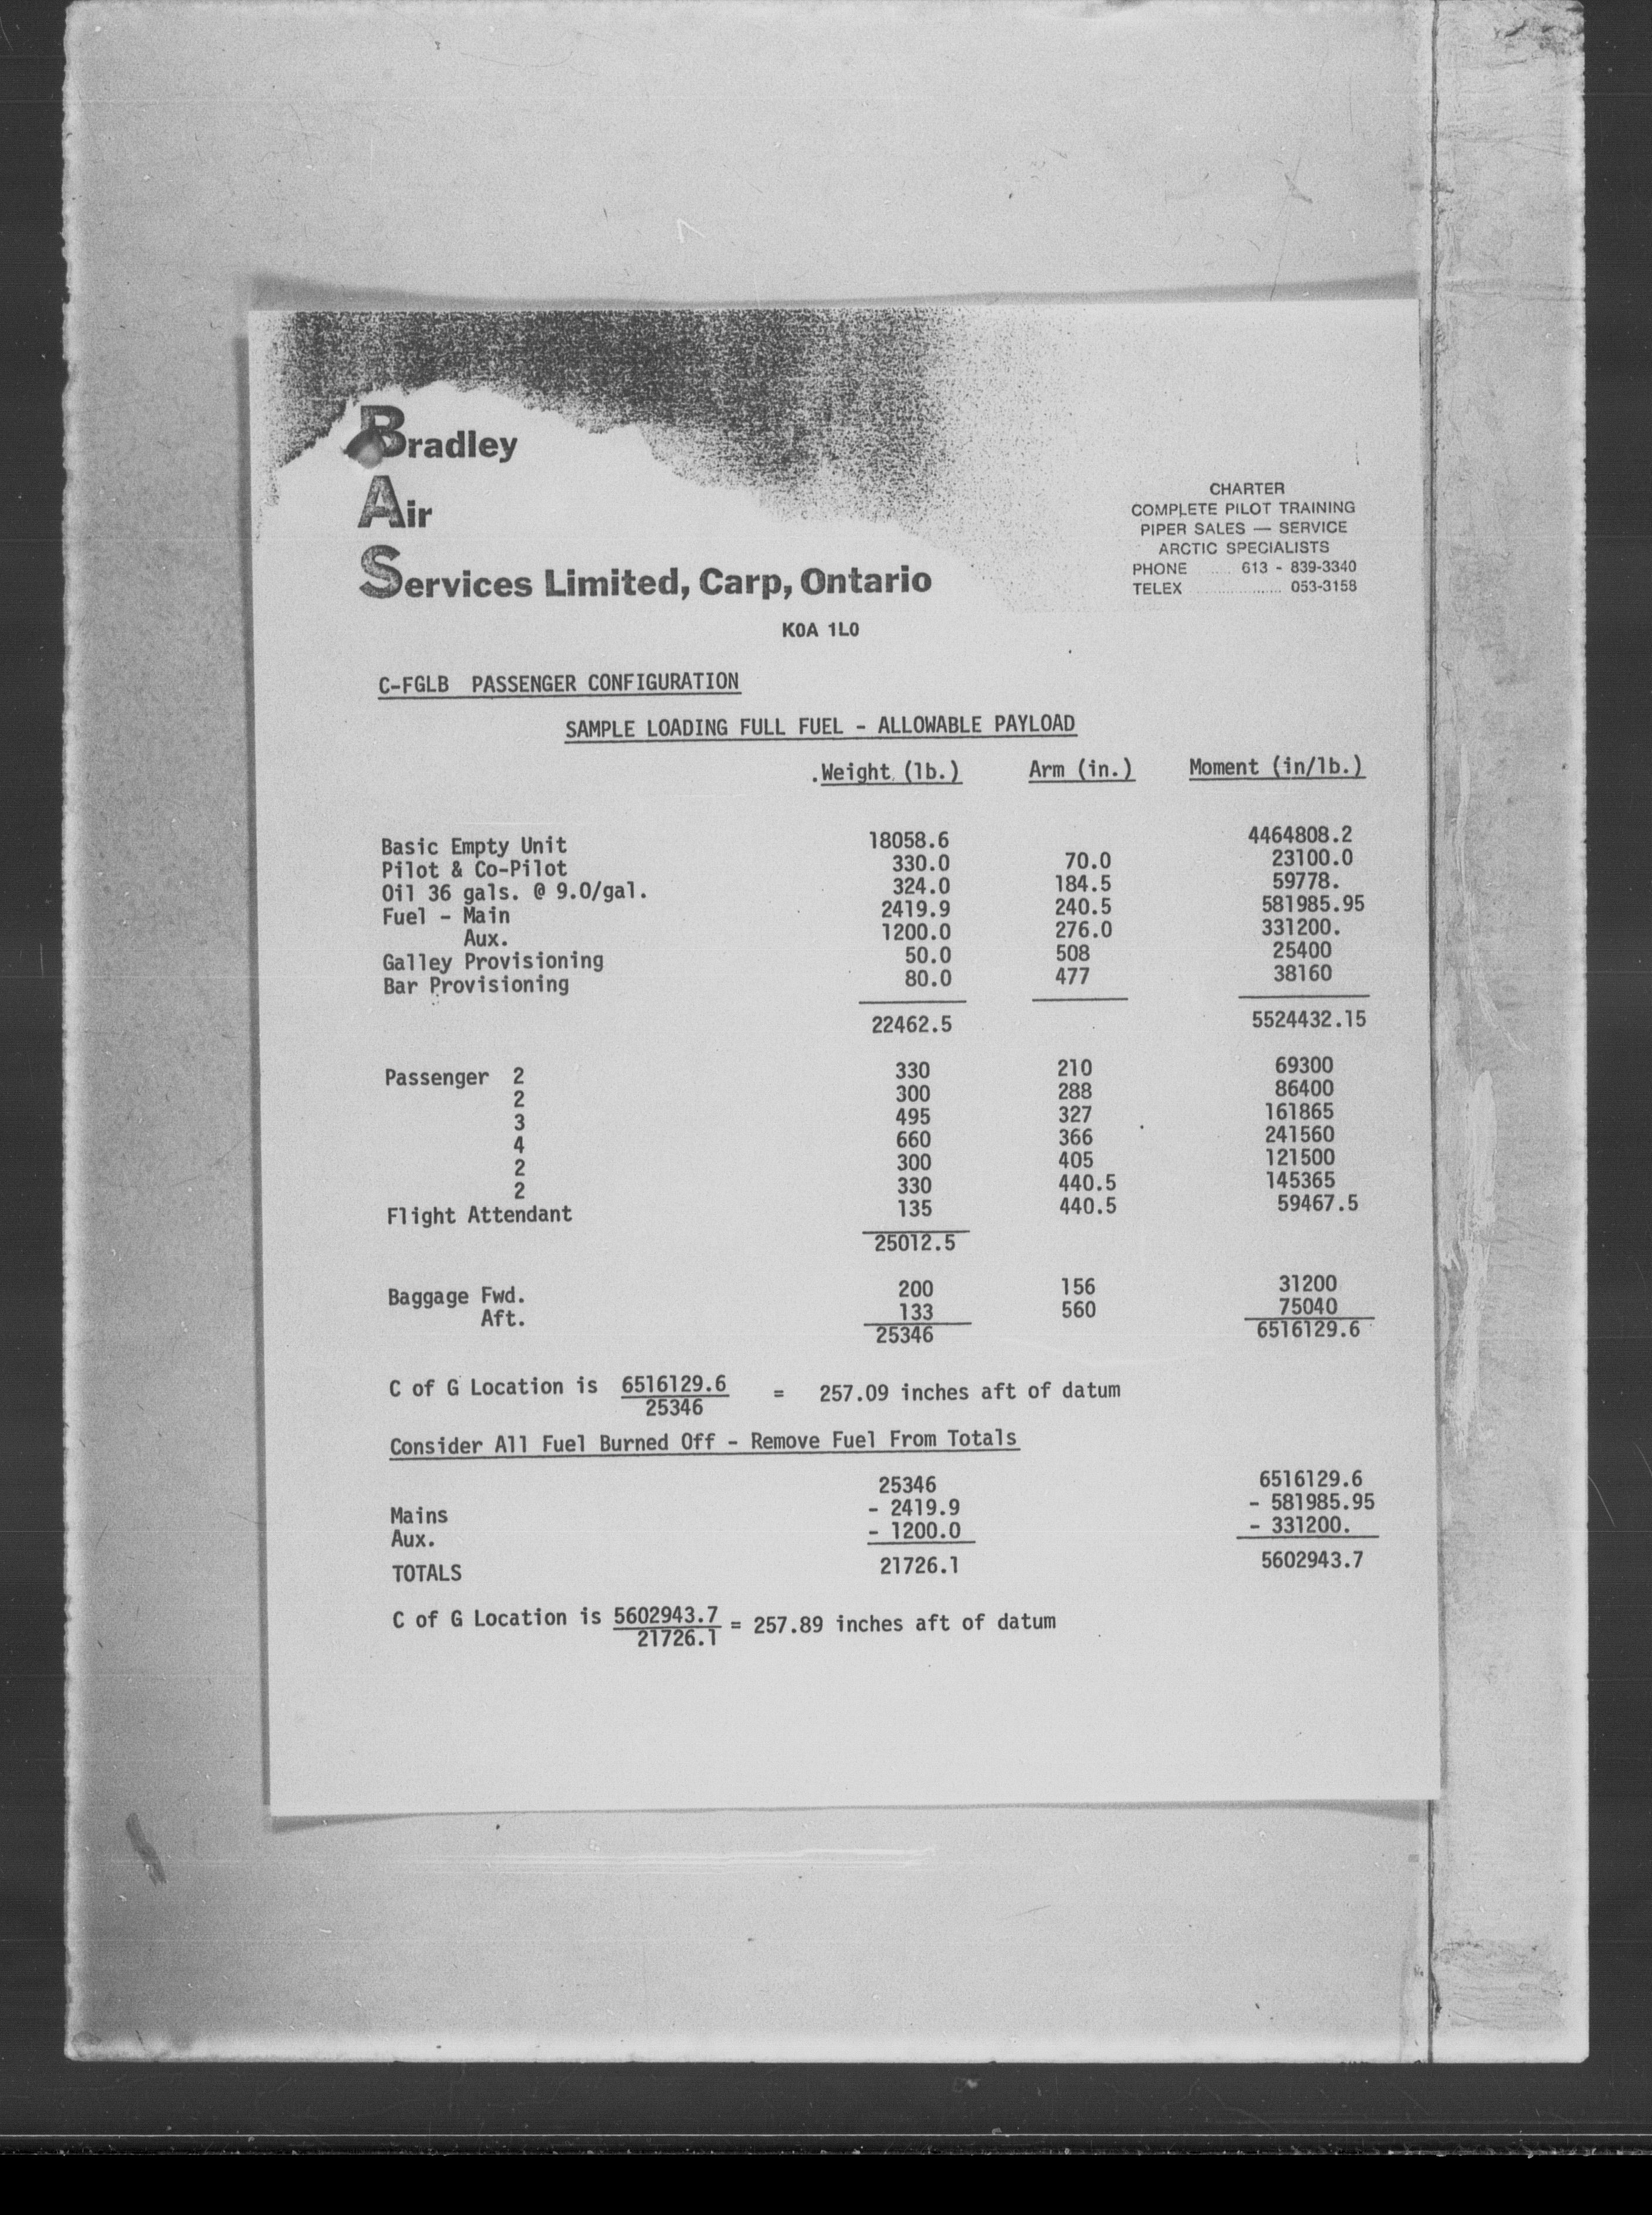 Bradley
Air
Services Limited, Carp, Ontario
K0A 1L0
CHARTER
COMPLETE PILOT TRAINING
PIPER SALES — SERVICE
ARCTIC SPECIALISTS
PHONE ..... 613 - 839-3340
TELEX ................. 053-3158
C-FGLB PASSENGER CONFIGURATION
SAMPLE LOADING FULL FUEL - ALLOWABLE PAYLOAD
Weight (lb.) Arm (in.) Moment (in/lb.)
Basic Empty Unit 18058.6 4464808.2
Pilot & Co-Pilot 330.0 70.0 23100.0
Oil 36 gals. @ 9.0/gal. 324.0 184.5 59778.
Fuel - Main 2419.9 240.5 581985.95
Aux. 1200.0 276.0 331200.
Galley Provisioning 50.0 508 25400
Bar Provisioning 80.0 477 38160
22462.5 5524432.15
Passenger 2 330 210 69300
2 300 288 86400
3 495 327 161865
4 660 366 241560
2 300 405 121500
2 330 440.5 145365
Flight Attendant 135 440.5 59467.5
25012.5
Baggage Fwd. 200 156 31200
Aft. 133 560 75040
25346 6516129.6
C of G Location is 6516129.6 = 257.09 inches aft of datum
25346
Consider All Fuel Burned Off - Remove Fuel From Totals
25346 6516129.6
Mains - 2419.9 - 581985.95
Aux. - 1200.0 - 331200.
TOTALS 21726.1 5602943.7
C of G Location is 5602943.7 = 257.89 inches aft of datum
21726.1